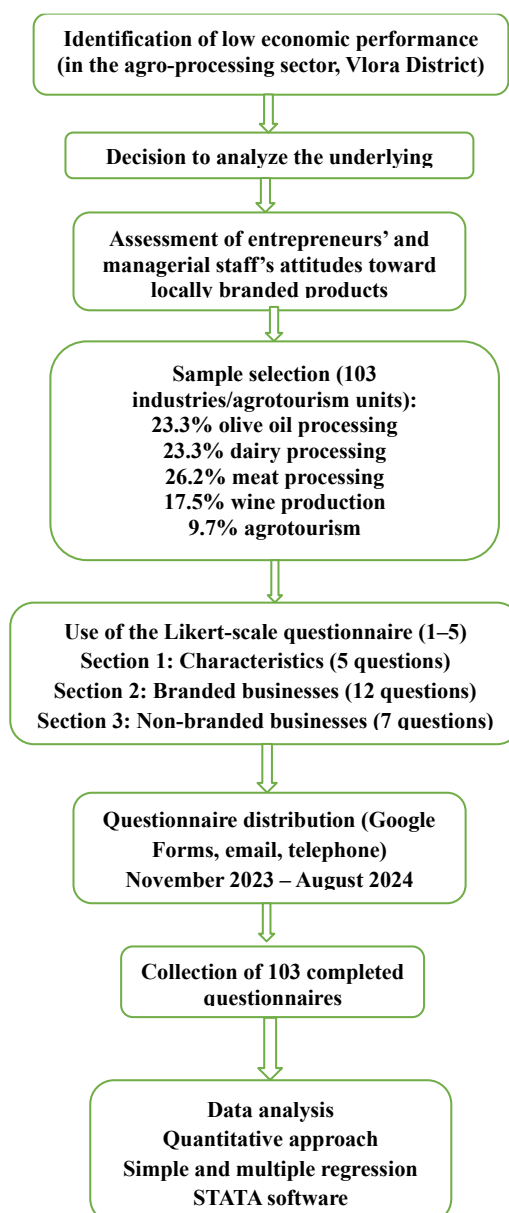 Identification of low economic performance
(in the agro-processing sector, Vlora District)
Decision to analyze the underlying
Assessment of entrepreneurs’ and
managerial staff’s attitudes toward
locally branded products
Sample selection (103
industries/agrotourism units):
23.3% olive oil processing
23.3% dairy processing
26.2% meat processing
17.5% wine production
9.7% agrotourism
Use of the Likert-scale questionnaire (1–5)
Section 1: Characteristics (5 questions)
Section 2: Branded businesses (12 questions)
Section 3: Non-branded businesses (7 questions)
Questionnaire distribution (Google
Forms, email, telephone)
November 2023 – August 2024
Collection of 103 completed
questionnaires
Data analysis
Quantitative approach
Simple and multiple regression
STATA software